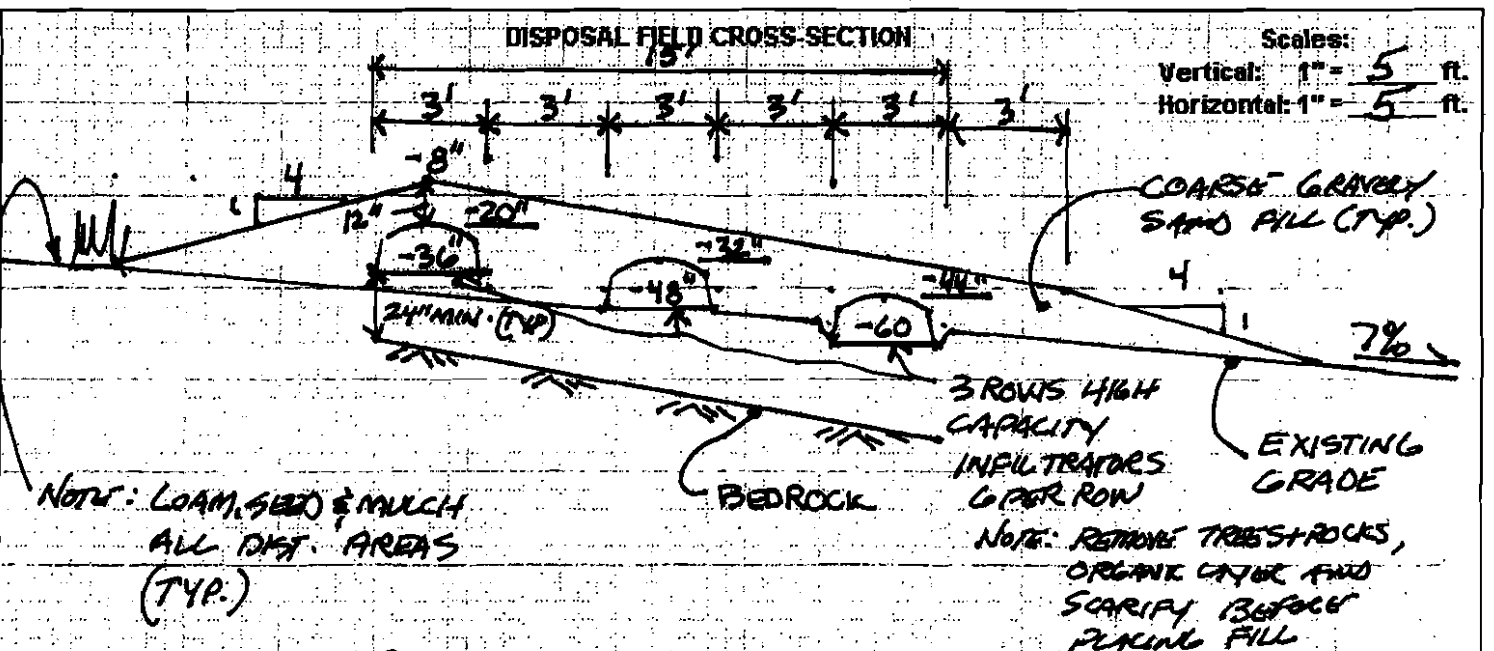 DISPOSAL FIELD CROSS-SECTION
Scales:
Vertical: 1" = 5 ft.
Horizontal: 1" = 5 ft.
15'
3' 3' 3' 3' 3' 3'
-8"
4
1
12"
-20"
-36"
-32"
-48"
-44"
-60
24" MIN. (TYP)
COARSE GRAVELY
SAND FILL (TYP.)
4
1
7%
3 ROWS HIGH
CAPACITY
INFILTRATORS
6 PER ROW
EXISTING
GRADE
BEDROCK
NOTE: LOAM, SEED & MULCH
ALL DIST. AREAS
(TYP.)
NOTE: REMOVE TREES + ROCKS,
ORGANIC LAYER AND
SCARIFY BEFORE
PLACING FILL